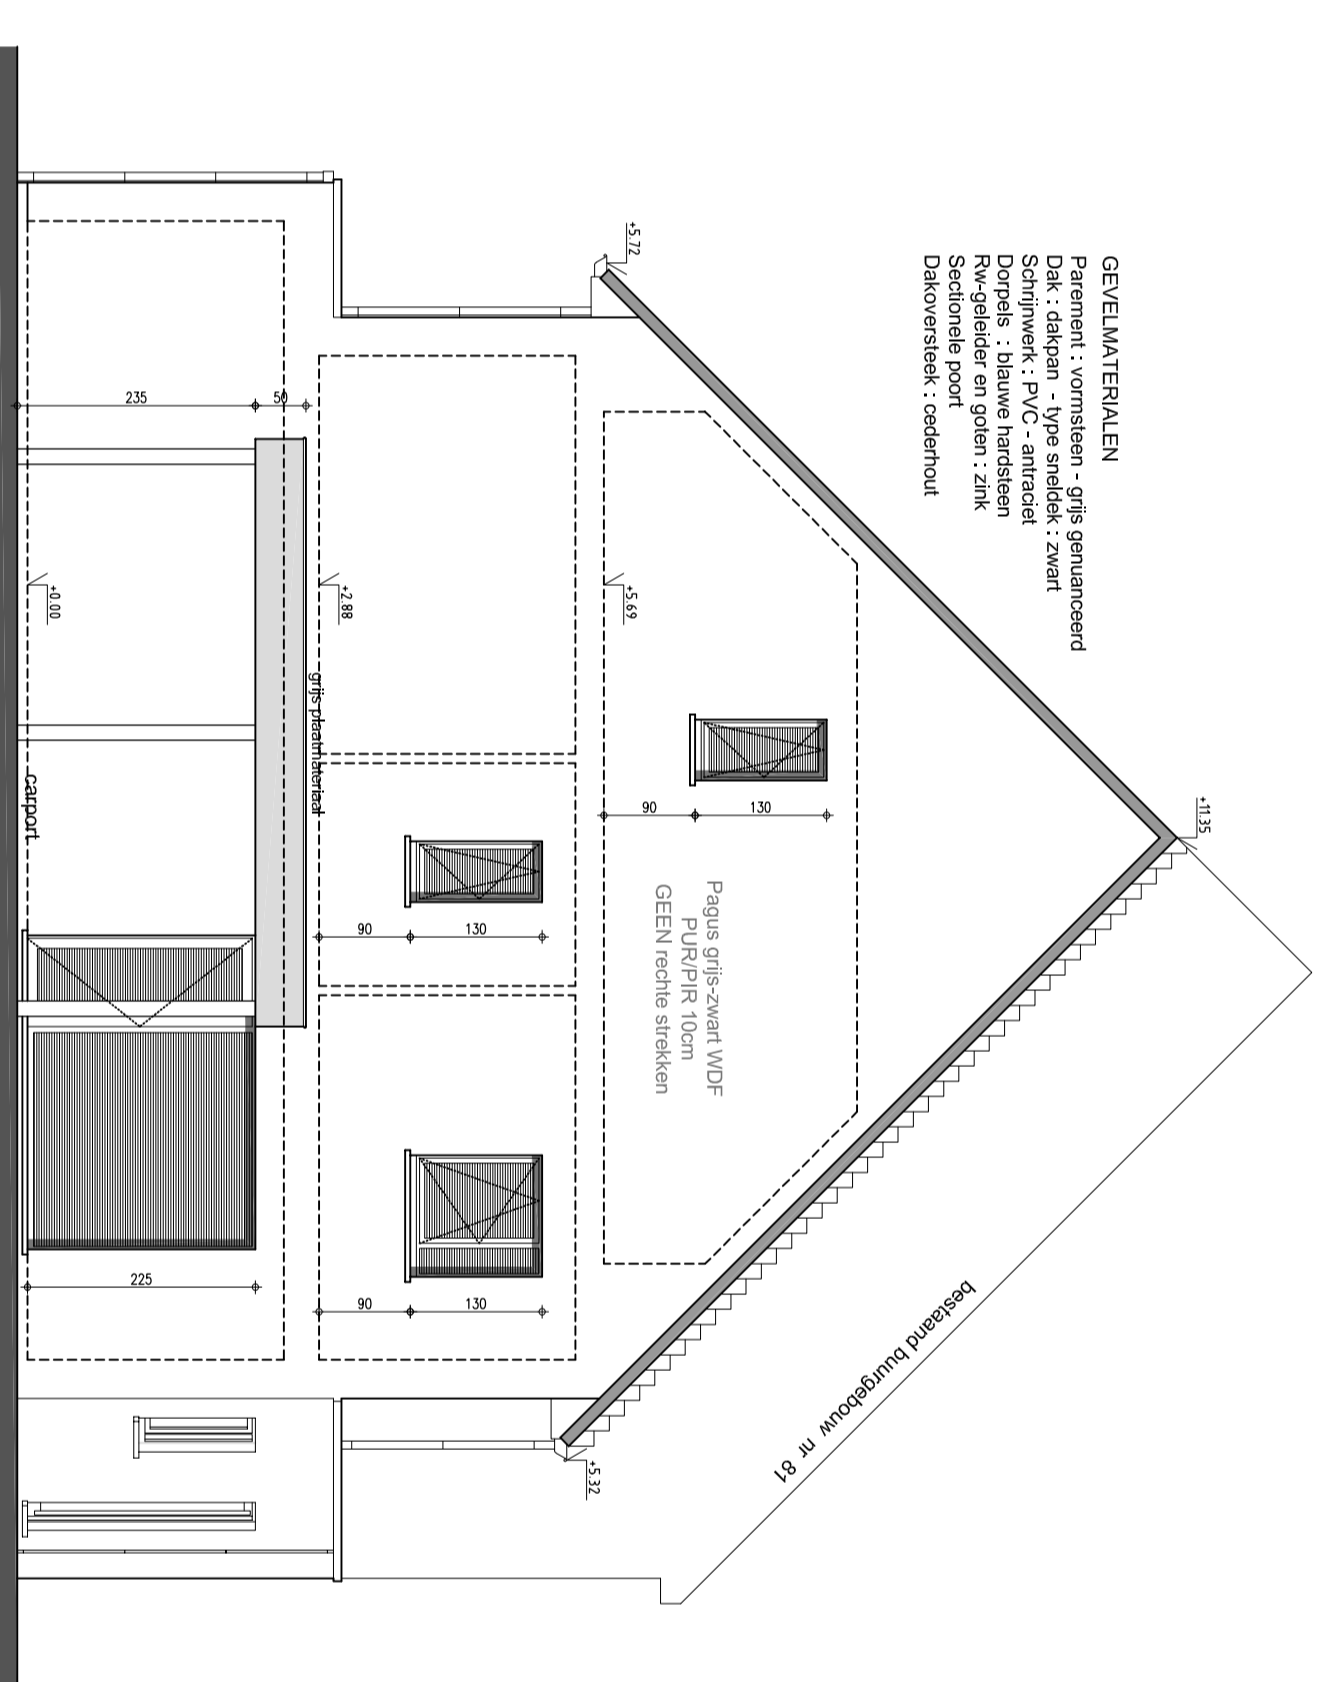 GEVELMATERIALEN
Parement : vormsteen - grijs genuanceerd
Dak : dakpan - type sneldek : zwart
Schrijnwerk : PVC - antraciet
Dorpels : blauwe hardsteen
Rw-geleider en goten : zink
Sectionele poort
Dakoversteek : cederhout
+11.35
+5.72
+5.69
+5.32
90
130
Pagus grijs-zwart WDF
PUR/PIR 10cm
GEEN rechte strekken
bestaand buurgebouw nr 81
90
130
90
130
+2.88
grijs plaatmateriaal
50
235
225
+0.00
carport